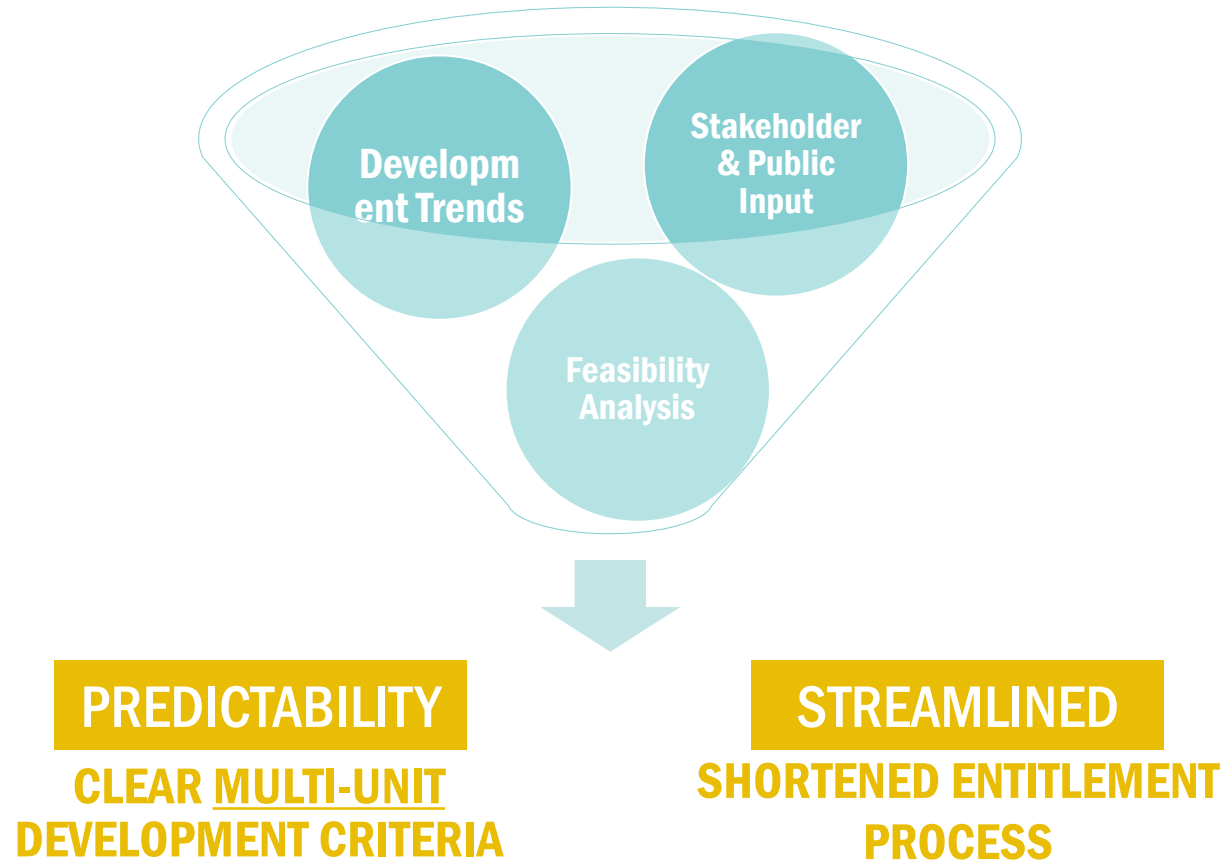 Developm
ent Trends
Stakeholder
& Public
Input
Feasibility
Analysis
PREDICTABILITY
CLEAR MULTI-UNIT
DEVELOPMENT CRITERIA
STREAMLINED
SHORTENED ENTITLEMENT
PROCESS